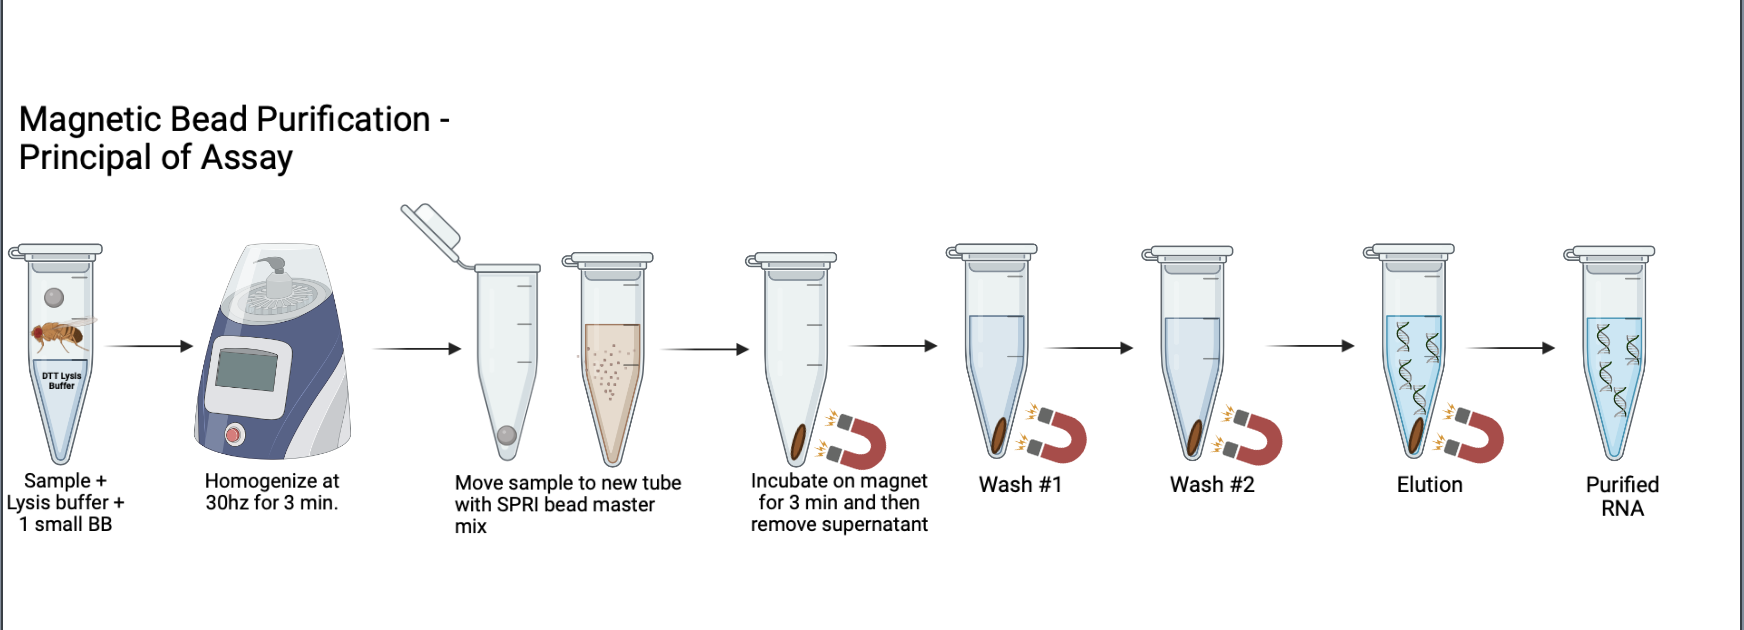 Magnetic Bead Purification -
Principal of Assay
DTT Lysis
Buffer
Sample +
Lysis buffer +
1 small BB
Homogenize at
30hz for 3 min.
Move sample to new tube
with SPRI bead master
mix
Incubate on magnet
for 3 min and then
remove supernatant
Wash #1
Wash #2
Elution
Purified
RNA